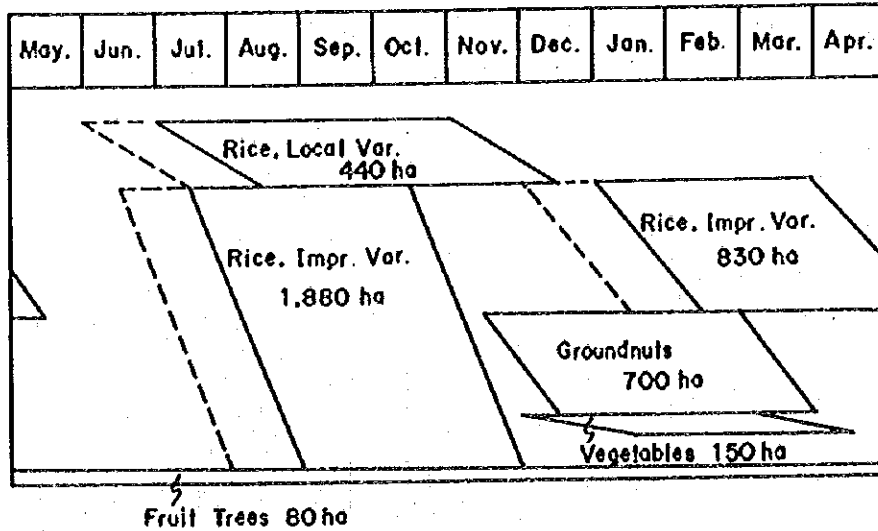 May. Jun. Jul. Aug. Sep. Oct. Nov. Dec. Jan. Feb. Mar. Apr.
Rice, Local Var.
440 ha
Rice, Impr. Var.
1,880 ha
Rice, Impr. Var.
830 ha
Groundnuts
700 ha
Vegetables 150 ha
Fruit Trees 80 ha